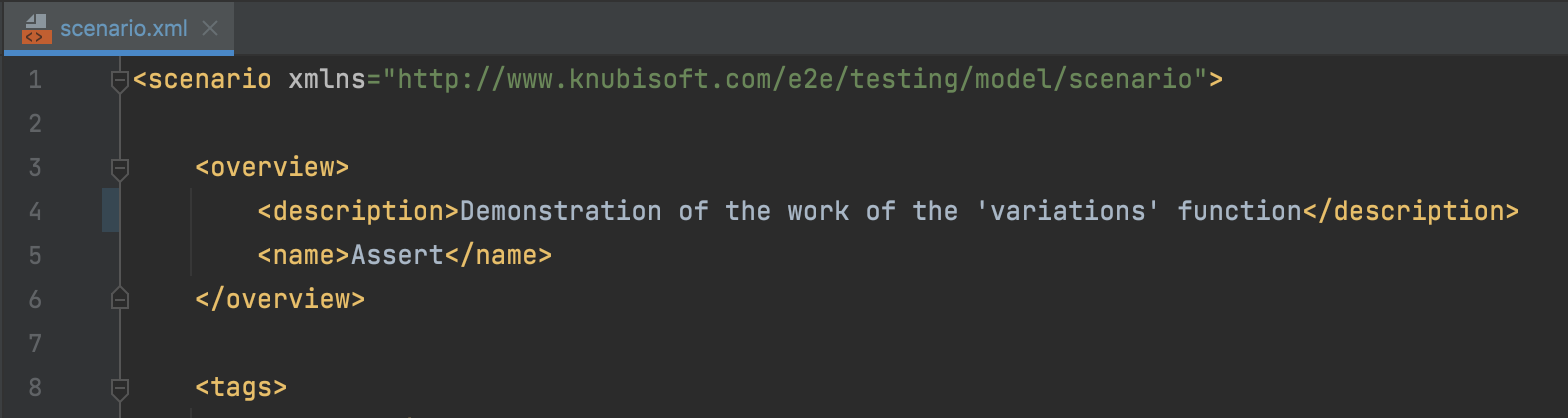 scenario.xml
1 <scenario xmlns="http://www.knubisoft.com/e2e/testing/model/scenario">
2
3 <overview>
4 <description>Demonstration of the work of the 'variations' function</description>
5 <name>Assert</name>
6 </overview>
7
8 <tags>